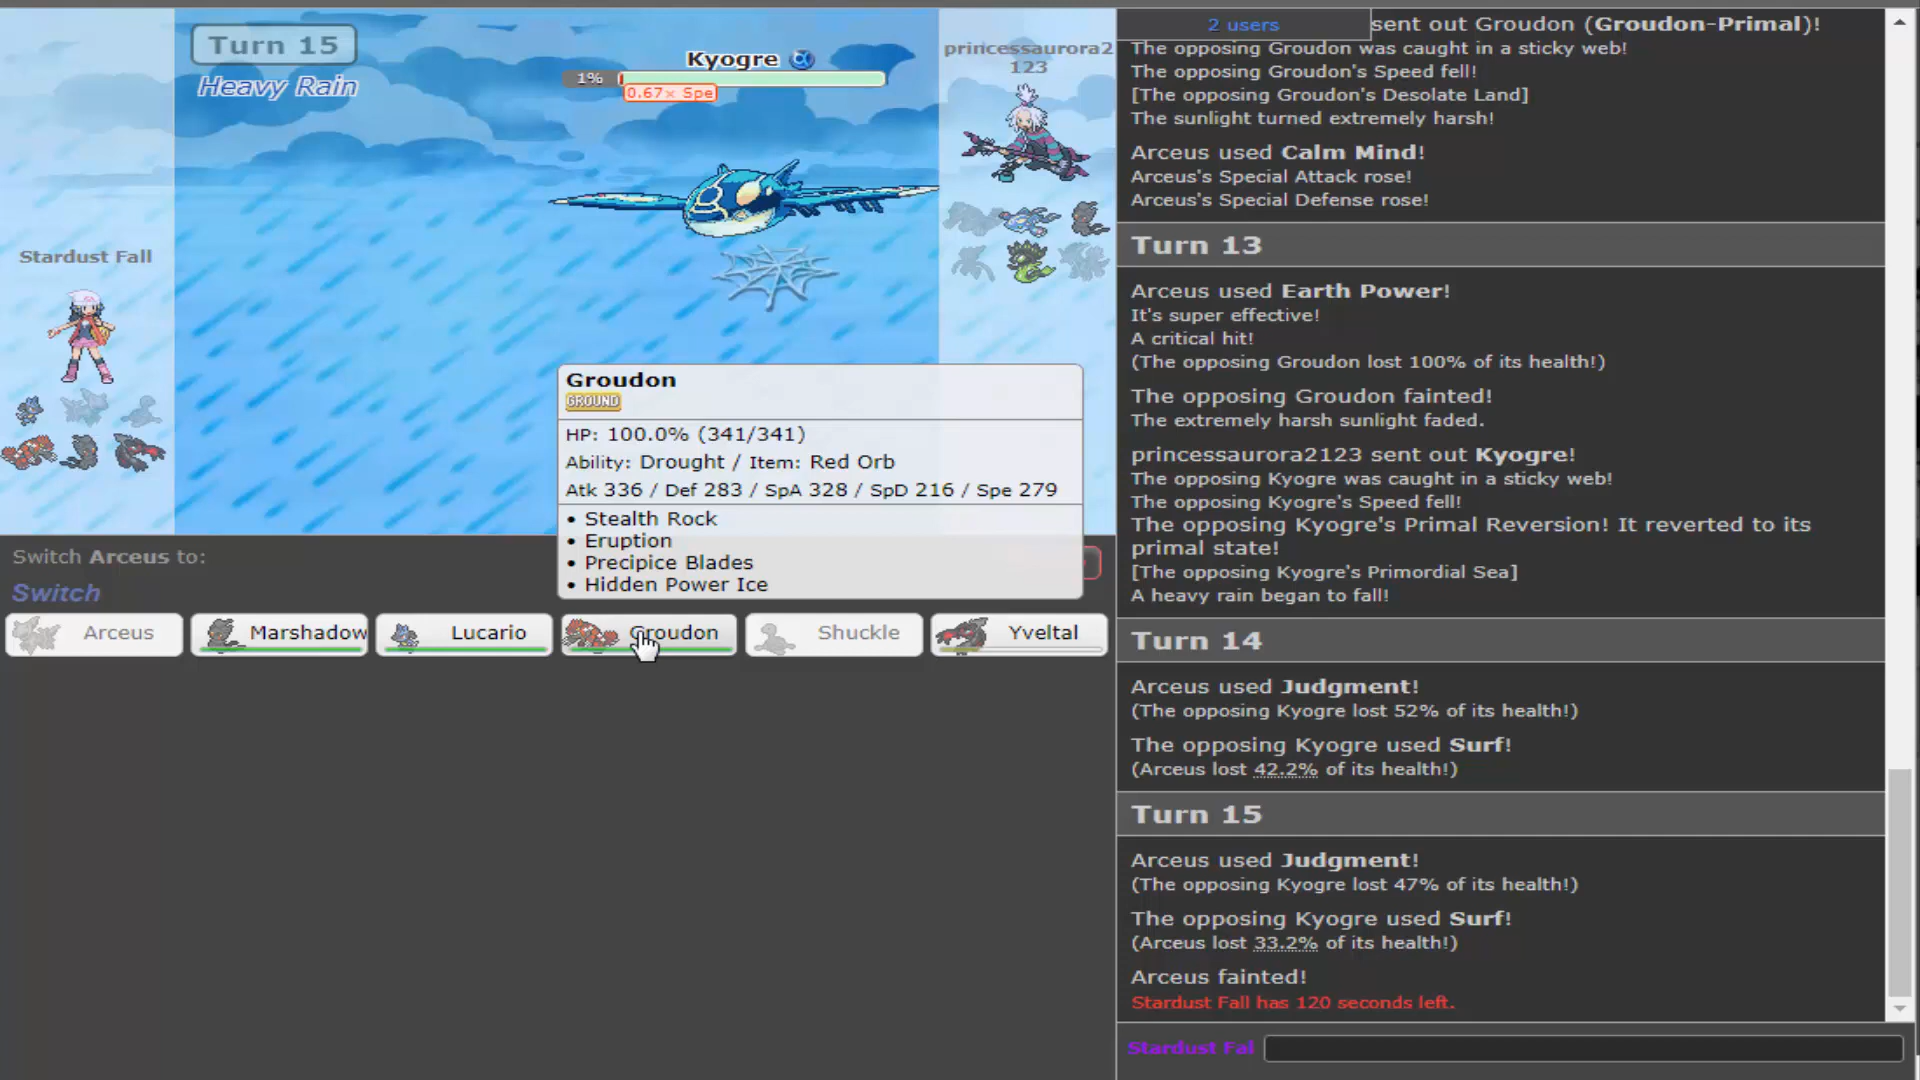 Turn 15
Heavy Rain
Kyogre
1%
0.67× Spe
princessaurora2
123
Stardust Fall
Groudon
GROUND
HP: 100.0% (341/341)
Ability: Drought / Item: Red Orb
Atk 336 / Def 283 / SpA 328 / SpD 216 / Spe 279
• Stealth Rock
• Eruption
• Precipice Blades
• Hidden Power Ice
Switch Arceus to:
Switch
Arceus
Marshadow
Lucario
Groudon
Shuckle
Yveltal
2 users
sent out Groudon (Groudon-Primal)!
The opposing Groudon was caught in a sticky web!
The opposing Groudon's Speed fell!
[The opposing Groudon's Desolate Land]
The sunlight turned extremely harsh!
Arceus used Calm Mind!
Arceus's Special Attack rose!
Arceus's Special Defense rose!
Turn 13
Arceus used Earth Power!
It's super effective!
A critical hit!
(The opposing Groudon lost 100% of its health!)
The opposing Groudon fainted!
The extremely harsh sunlight faded.
princessaurora2123 sent out Kyogre!
The opposing Kyogre was caught in a sticky web!
The opposing Kyogre's Speed fell!
The opposing Kyogre's Primal Reversion! It reverted to its
primal state!
[The opposing Kyogre's Primordial Sea]
A heavy rain began to fall!
Turn 14
Arceus used Judgment!
(The opposing Kyogre lost 52% of its health!)
The opposing Kyogre used Surf!
(Arceus lost 42.2% of its health!)
Turn 15
Arceus used Judgment!
(The opposing Kyogre lost 47% of its health!)
The opposing Kyogre used Surf!
(Arceus lost 33.2% of its health!)
Arceus fainted!
Stardust Fall has 120 seconds left.
Stardust Fal